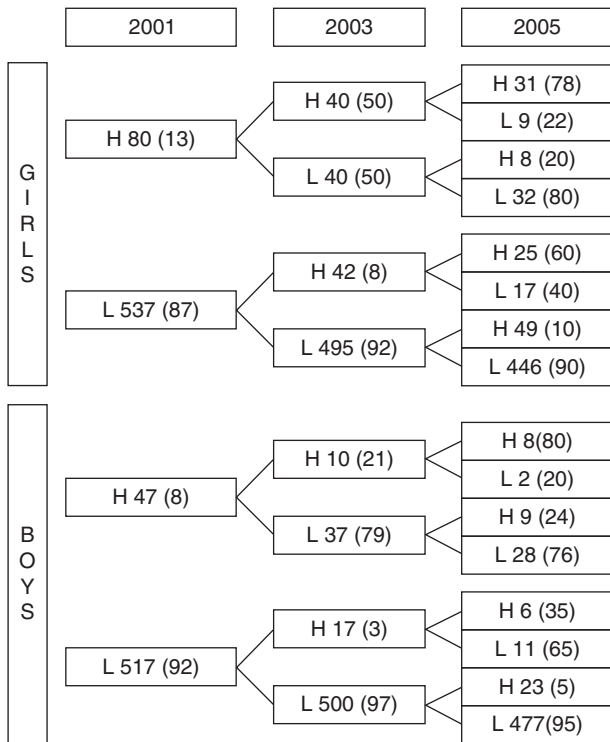 2001 2003 2005
GIRLS
H 80 (13)
H 40 (50)
H 31 (78)
L 9 (22)
L 40 (50)
H 8 (20)
L 32 (80)
L 537 (87)
H 42 (8)
H 25 (60)
L 17 (40)
L 495 (92)
H 49 (10)
L 446 (90)
BOYS
H 47 (8)
H 10 (21)
H 8(80)
L 2 (20)
L 37 (79)
H 9 (24)
L 28 (76)
L 517 (92)
H 17 (3)
H 6 (35)
L 11 (65)
L 500 (97)
H 23 (5)
L 477(95)